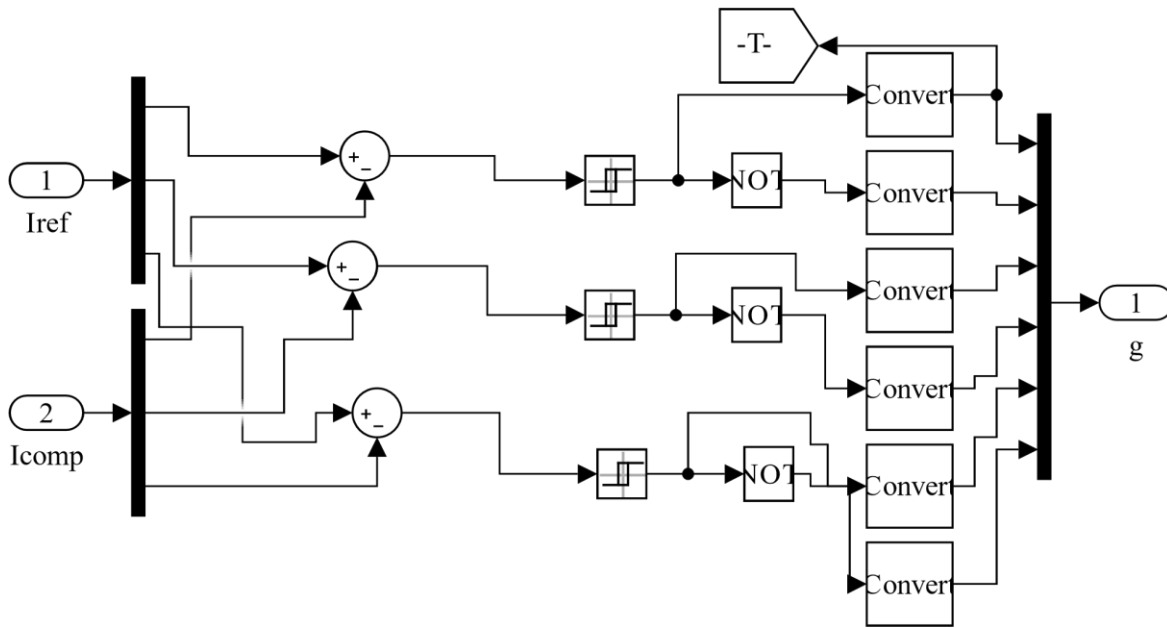 -T-
Convert
1
Iref
+
−
NOT
Convert
+
−
Convert
1
g
NOT
Convert
2
Icomp
+
−
NOT
Convert
Convert